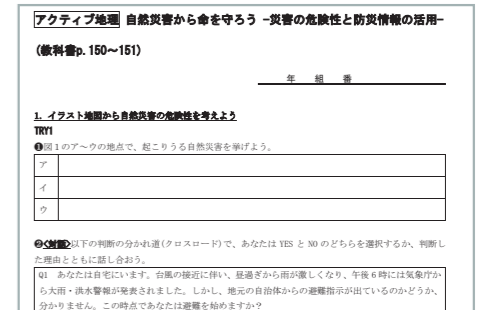 アクティブ地理 自然災害から命を守ろう −災害の危険性と防災情報の活用−
(教科書p.150〜151)
年 組 番
1. イラスト地図から自然災害の危険性を考えよう
TRY1
❶図1のア〜ウの地点で、起こりうる自然災害を挙げよう。
ア
イ
ウ
❷《対話》以下の判断の分かれ道(クロスロード)で、あなたは YES と NO のどちらを選択するか、判断し
た理由とともに話し合おう。
Q1 あなたは自宅にいます。台風の接近に伴い、昼過ぎから雨が激しくなり、午後6時には気象庁か
ら大雨・洪水警報が発表されました。しかし、地元の自治体からの避難指示が出ているのかどうか、
分かりません。この時点であなたは避難を始めますか？